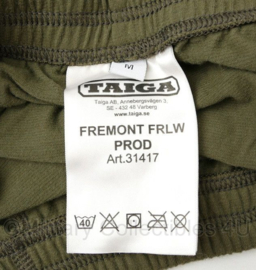 M
TAIGA
Taiga AB, Annebergsvägen 3,
SE - 432 48 Varberg
www.taiga.se
FREMONT FRLW
PROD
Art.31417
40